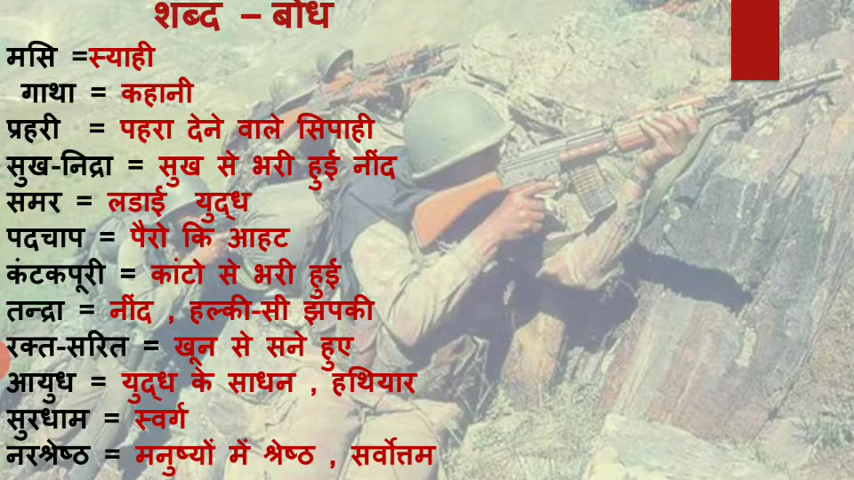 शब्द – बोध
मसि =स्याही
गाथा = कहानी
प्रहरी = पहरा देने वाले सिपाही
सुख-निद्रा = सुख से भरी हुई नींद
समर = लडाई युद्ध
पदचाप = पैरो कि आहट
कंटकपूरी = कांटो से भरी हुई
तन्द्रा = नींद , हल्की-सी झपकी
रक्त-सरित = खून से सने हुए
आयुध = युद्ध के साधन , हथियार
सुरधाम = स्वर्ग
नरश्रेष्ठ = मनुष्यों में श्रेष्ठ , सर्वोत्तम